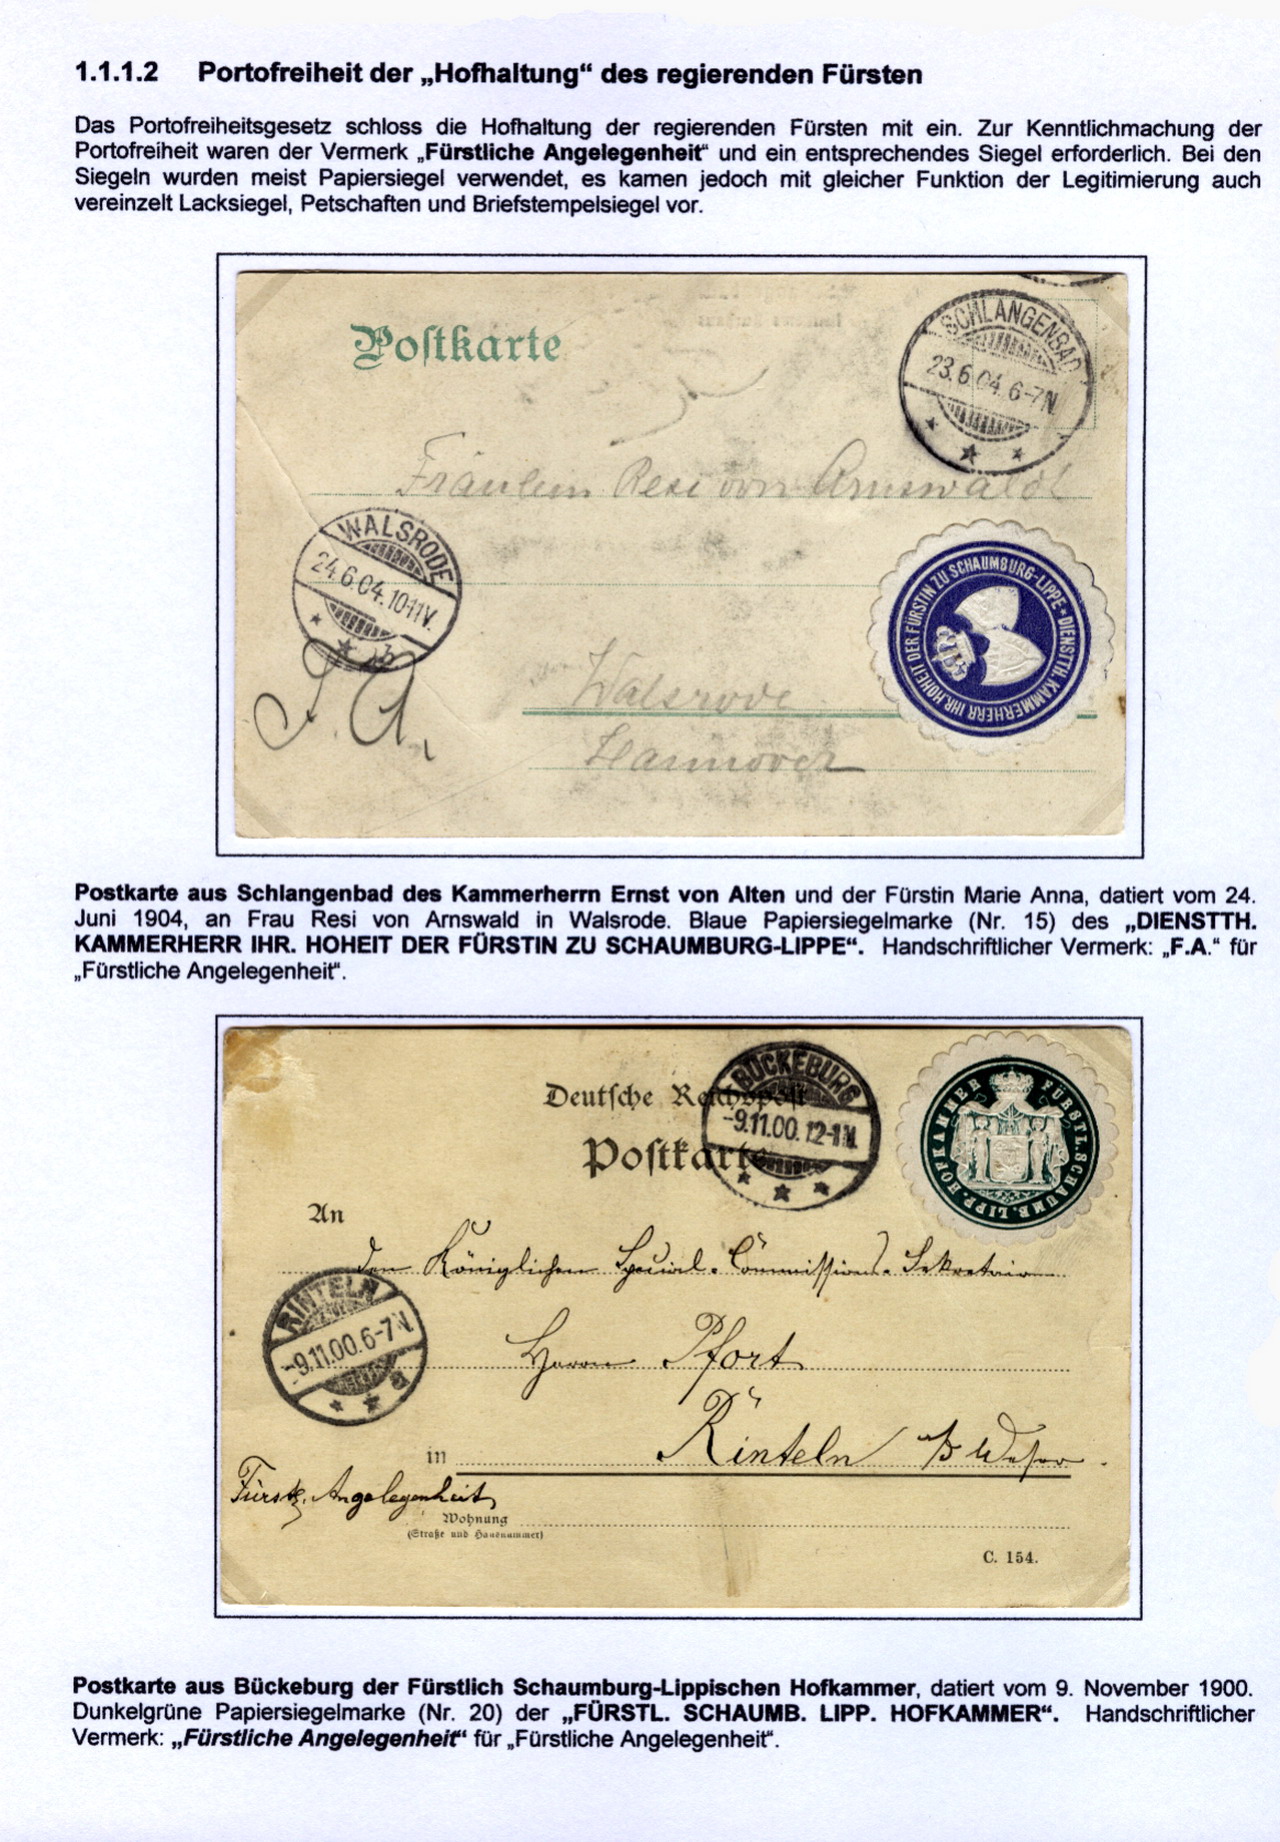 1.1.1.2 Portofreiheit der „Hofhaltung“ des regierenden Fürsten
Das Portofreiheitsgesetz schloss die Hofhaltung der regierenden Fürsten mit ein. Zur Kenntlichmachung der
Portofreiheit waren der Vermerk „Fürstliche Angelegenheit“ und ein entsprechendes Siegel erforderlich. Bei den
Siegeln wurden meist Papiersiegel verwendet, es kamen jedoch mit gleicher Funktion der Legitimierung auch
vereinzelt Lacksiegel, Petschaften und Briefstempelsiegel vor.
Postkarte
SCHLANGENBAD
23.6.04.6-7N.
Fräulein Resi von Arnswaldt
WALSRODE
24.6.04.10-11V.
DIENSTTH. KAMMERHERR IHR. HOHEIT DER FÜRSTIN ZU SCHAUMBURG-LIPPE
F. A.
Walsrode
Hannover
Postkarte aus Schlangenbad des Kammerherrn Ernst von Alten und der Fürstin Marie Anna, datiert vom 24.
Juni 1904, an Frau Resi von Arnswald in Walsrode. Blaue Papiersiegelmarke (Nr. 15) des „DIENSTTH.
KAMMERHERR IHR. HOHEIT DER FÜRSTIN ZU SCHAUMBURG-LIPPE“. Handschriftlicher Vermerk: „F.A.“ für
„Fürstliche Angelegenheit“.
Deutsche Reichspost
Postkarte
BÜCKEBURG
-9.11.00.12-1N.
FÜRSTL. SCHAUMB. LIPP. HOFKAMMER
An
den Königlichen Special-Commissions-Sekretair
RINTELN
-9.11.00.6-7N.
Herrn Pfort
in Rinteln a/d Weser.
Fürstl. Angelegenheit
Wohnung
(Straße und Hausnummer)
C. 154.
Postkarte aus Bückeburg der Fürstlich Schaumburg-Lippischen Hofkammer, datiert vom 9. November 1900.
Dunkelgrüne Papiersiegelmarke (Nr. 20) der „FÜRSTL. SCHAUMB. LIPP. HOFKAMMER“. Handschriftlicher
Vermerk: „Fürstliche Angelegenheit“ für „Fürstliche Angelegenheit“.